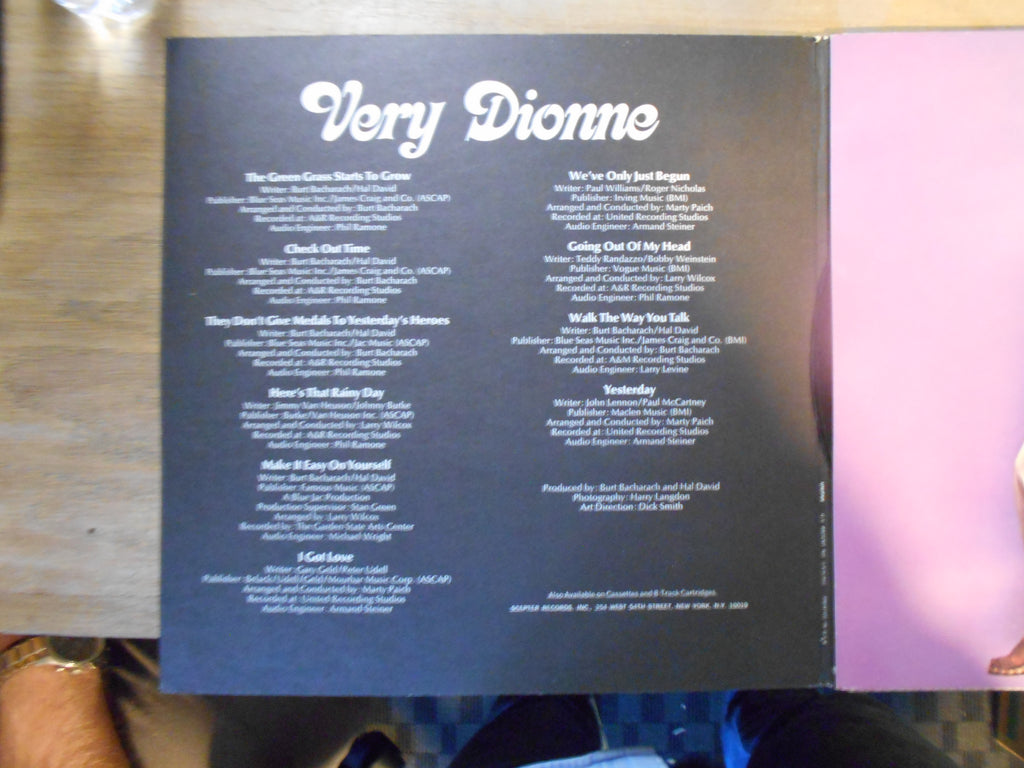 Very Dionne
The Green Grass Starts To Grow
Writer: Burt Bacharach/Hal David
Publisher: Blue Seas Music Inc./James Craig and Co. (ASCAP)
Arranged and Conducted by: Burt Bacharach
Recorded at: A&R Recording Studios
Audio Engineer: Phil Ramone
Check Out Time
Writer: Burt Bacharach/Hal David
Publisher: Blue Seas Music Inc./James Craig and Co. (ASCAP)
Arranged and Conducted by: Burt Bacharach
Recorded at: A&R Recording Studios
Audio Engineer: Phil Ramone
They Don't Give Medals To Yesterday's Heroes
Writer: Burt Bacharach/Hal David
Publisher: Blue Seas Music Inc./Jac Music (ASCAP)
Arranged and Conducted by: Burt Bacharach
Recorded at: A&R Recording Studios
Audio Engineer: Phil Ramone
Here's That Rainy Day
Writer: Jimmy Van Heusen/Johnny Burke
Publisher: Burke/Van Heusen Inc. (ASCAP)
Arranged and Conducted by: Larry Wilcox
Recorded at: A&R Recording Studios
Audio Engineer: Phil Ramone
Make It Easy On Yourself
Writer: Burt Bacharach/Hal David
Publisher: Famous Music (ASCAP)
A Blue Jac Production
Production Supervisor: Stan Green
Arranged by: Larry Wilcox
Recorded by: The Garden State Arts Center
Audio Engineer: Michael Wright
I Got Love
Writer: Gary Geld/Peter Udell
Publisher: Belack/Udell/Geld/Mourbar Music Corp. (ASCAP)
Arranged and Conducted by: Marty Paich
Recorded at: United Recording Studios
Audio Engineer: Armand Steiner
We've Only Just Begun
Writer: Paul Williams/Roger Nicholas
Publisher: Irving Music (BMI)
Arranged and Conducted by: Marty Paich
Recorded at: United Recording Studios
Audio Engineer: Armand Steiner
Going Out Of My Head
Writer: Teddy Randazzo/Bobby Weinstein
Publisher: Vogue Music (BMI)
Arranged and Conducted by: Larry Wilcox
Recorded at: A&R Recording Studios
Audio Engineer: Phil Ramone
Walk The Way You Talk
Writer: Burt Bacharach/Hal David
Publisher: Blue Seas Music Inc./James Craig and Co. (BMI)
Arranged and Conducted by: Burt Bacharach
Recorded at: A&M Recording Studios
Audio Engineer: Larry Levine
Yesterday
Writer: John Lennon/Paul McCartney
Publisher: Maclen Music (BMI)
Arranged and Conducted by: Marty Paich
Recorded at: United Recording Studios
Audio Engineer: Armand Steiner
Produced by: Burt Bacharach and Hal David
Photography: Harry Langdon
Art Direction: Dick Smith
Also Available on Cassettes and 8-Track Cartridges
SCEPTER RECORDS, INC., 254 WEST 54TH STREET, NEW YORK, N.Y. 10019